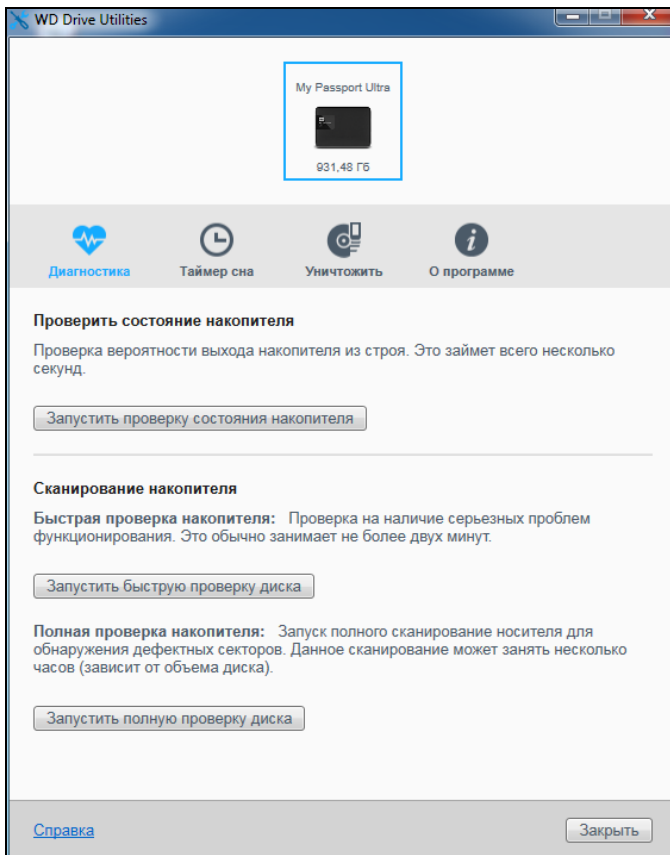 WD Drive Utilities
My Passport Ultra
931,48 Гб
Диагностика
Таймер сна
Уничтожить
О программе
Проверить состояние накопителя
Проверка вероятности выхода накопителя из строя. Это займет всего несколько
секунд.
Запустить проверку состояния накопителя
Сканирование накопителя
Быстрая проверка накопителя: Проверка на наличие серьезных проблем
функционирования. Это обычно занимает не более двух минут.
Запустить быструю проверку диска
Полная проверка накопителя: Запуск полного сканирование носителя для
обнаружения дефектных секторов. Данное сканирование может занять несколько
часов (зависит от объема диска).
Запустить полную проверку диска
Справка
Закрыть